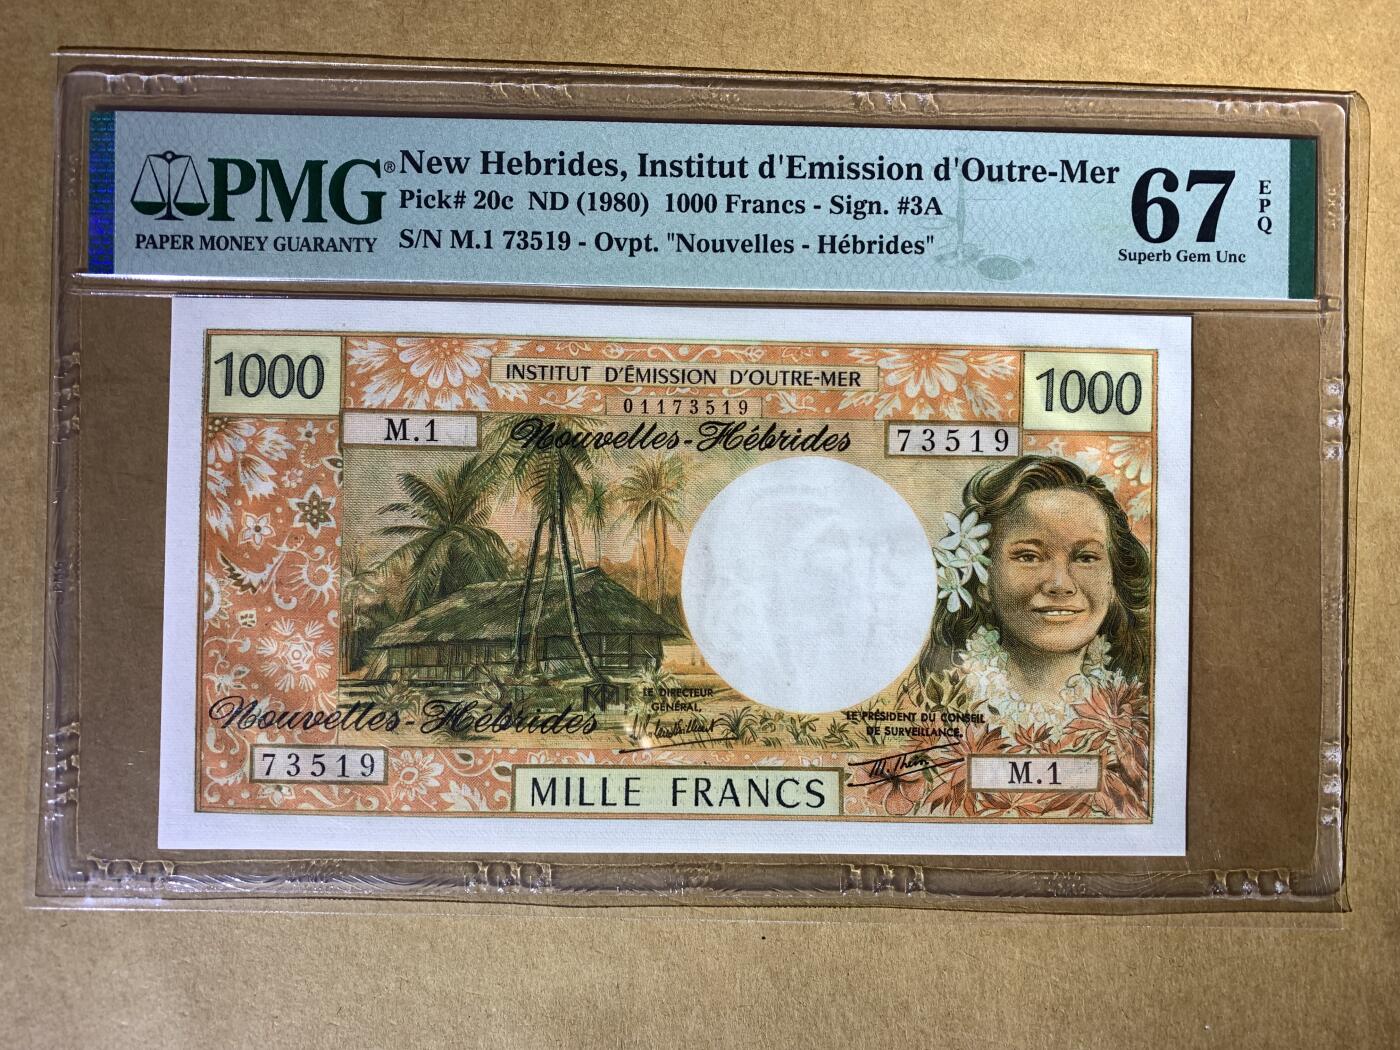 PMG®
PAPER MONEY GUARANTY
New Hebrides, Institut d'Emission d'Outre-Mer
Pick# 20c ND (1980) 1000 Francs - Sign. #3A
S/N M.1 73519 - Ovpt. "Nouvelles - Hébrides"
67
EPQ
Superb Gem Unc
1000
INSTITUT D'ÉMISSION D'OUTRE-MER
1000
01173519
M.1
Nouvelles-Hébrides
73519
LE DIRECTEUR
GÉNÉRAL,
Nouvelles-Hébrides
LE PRÉSIDENT DU CONSEIL
DE SURVEILLANCE,
73519
MILLE FRANCS
M.1